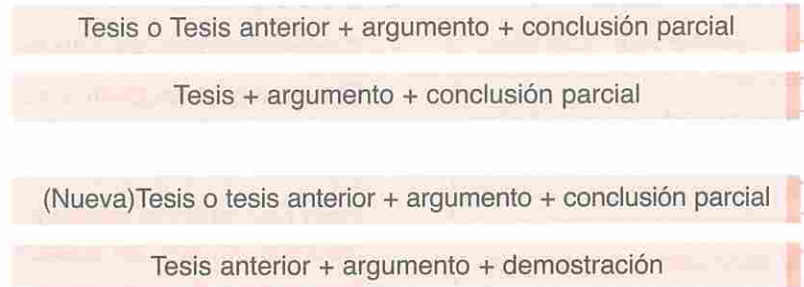 Tesis o Tesis anterior + argumento + conclusión parcial
Tesis + argumento + conclusión parcial
(Nueva)Tesis o tesis anterior + argumento + conclusión parcial
Tesis anterior + argumento + demostración